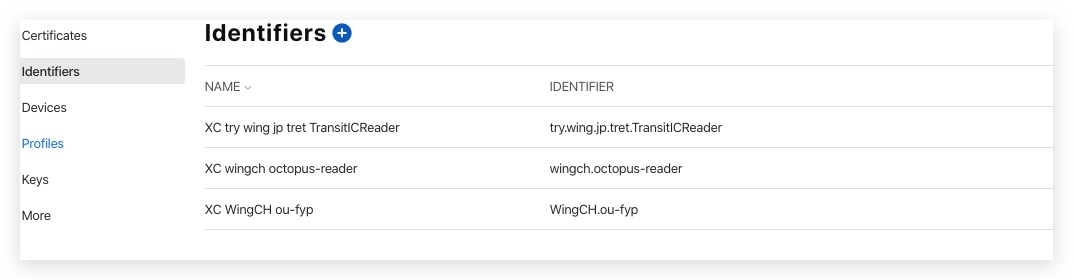 Certificates
Identifiers
Devices
Profiles
Keys
More
Identifiers
NAME IDENTIFIER
XC try wing jp tret TransitICReader try.wing.jp.tret.TransitICReader
XC wingch octopus-reader wingch.octopus-reader
XC WingCH ou-fyp WingCH.ou-fyp